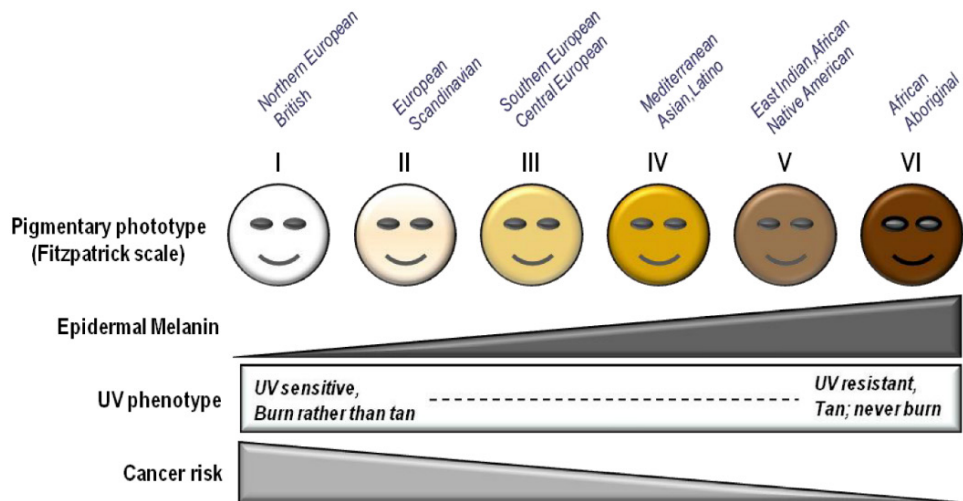 Northern European
British
European
Scandinavian
Southern European
Central European
Mediterranean
Asian,Latino
East Indian,African
Native American
African
Aboriginal
I II III IV V VI
Pigmentary phototype
(Fitzpatrick scale)
Epidermal Melanin
UV phenotype
UV sensitive,
Burn rather than tan
UV resistant,
Tan; never burn
Cancer risk